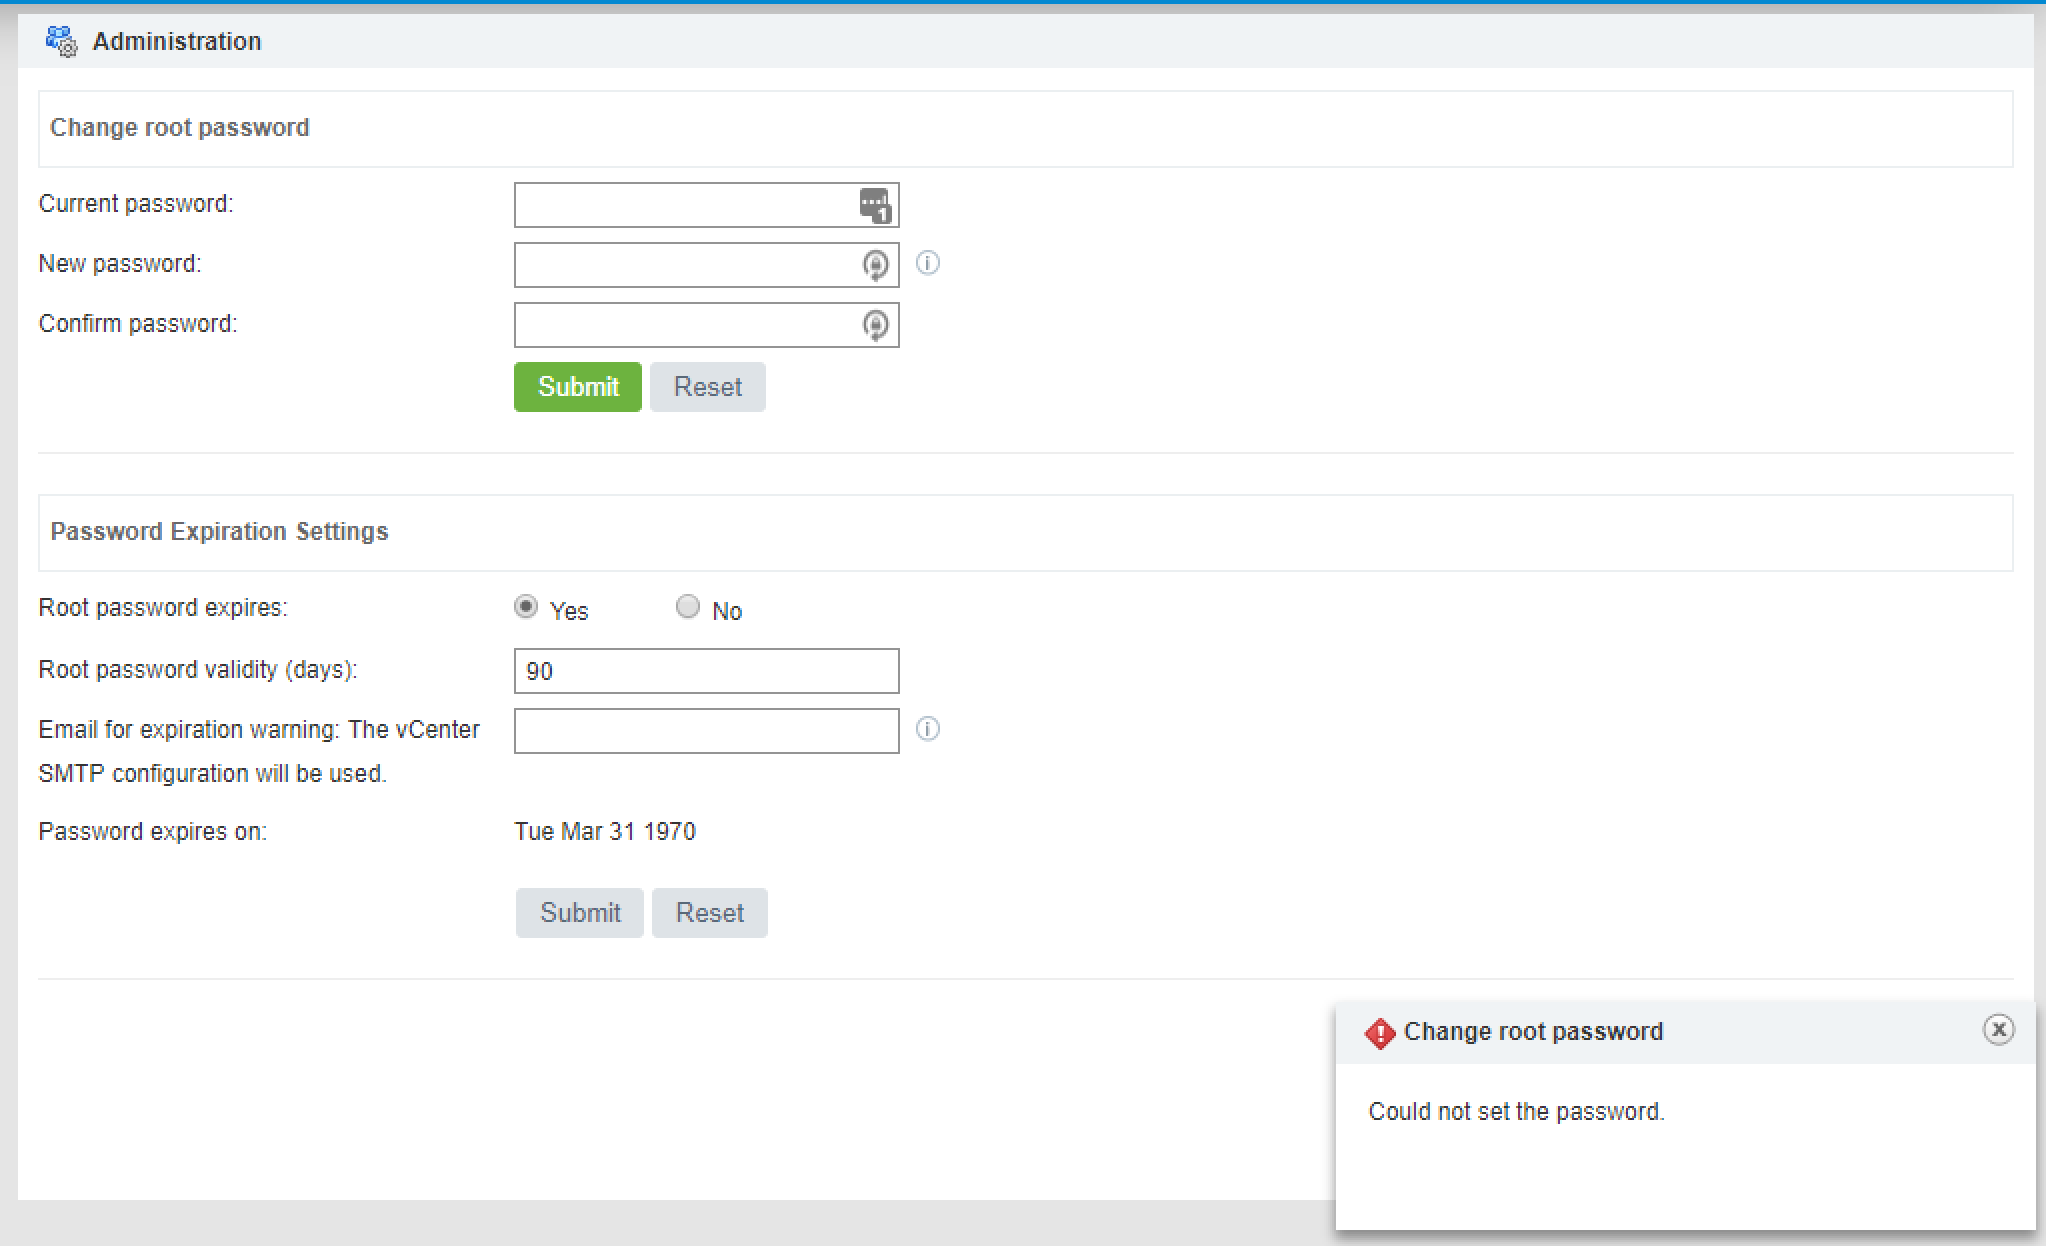 Administration
Change root password
Current password:
1
New password:
Confirm password:
Submit Reset
Password Expiration Settings
Root password expires: Yes No
Root password validity (days): 90
Email for expiration warning: The vCenter
SMTP configuration will be used.
Password expires on: Tue Mar 31 1970
Submit Reset
Change root password
Could not set the password.